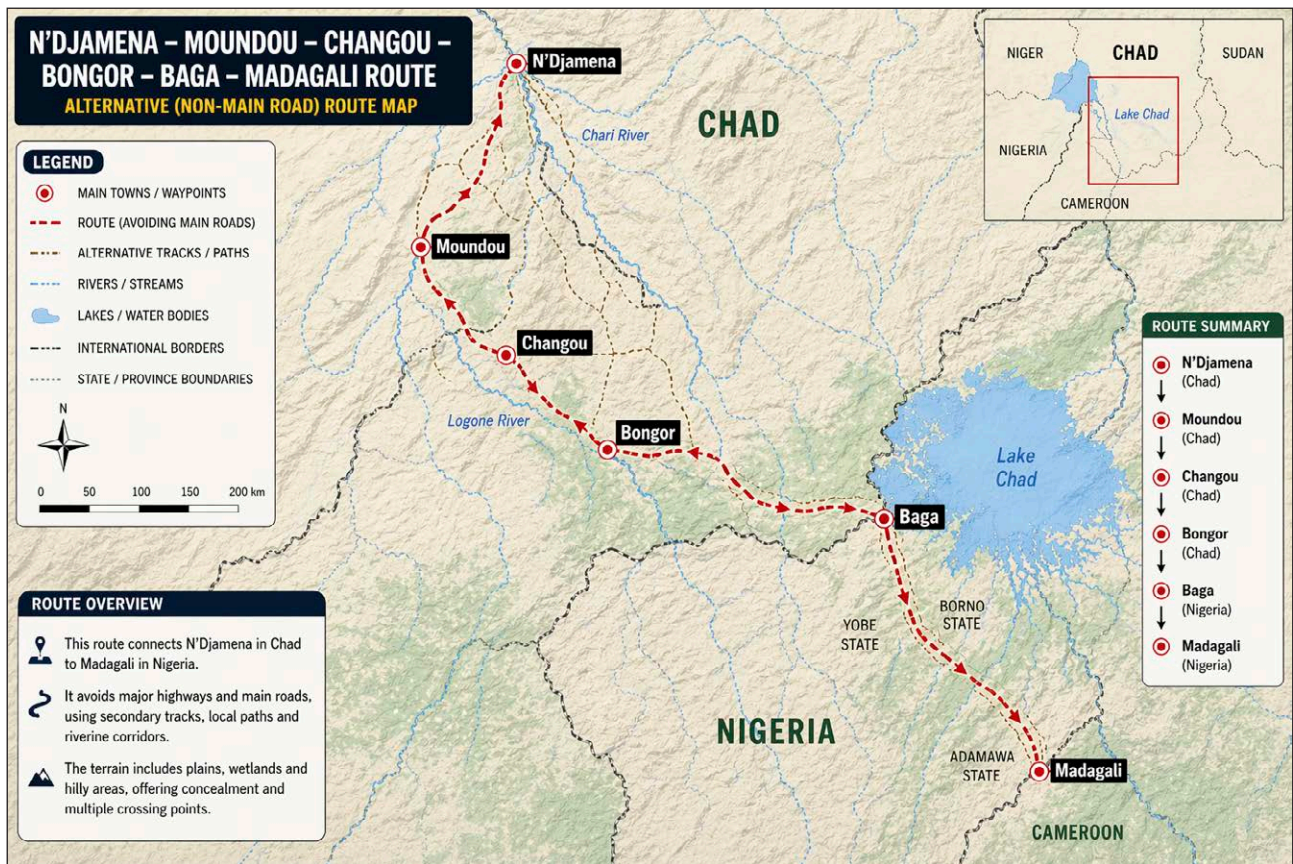 N'DJAMENA – MOUNDOU – CHANGOU –
BONGOR – BAGA – MADAGALI ROUTE
ALTERNATIVE (NON-MAIN ROAD) ROUTE MAP
LEGEND
MAIN TOWNS / WAYPOINTS
ROUTE (AVOIDING MAIN ROADS)
ALTERNATIVE TRACKS / PATHS
RIVERS / STREAMS
LAKES / WATER BODIES
INTERNATIONAL BORDERS
STATE / PROVINCE BOUNDARIES
N
0 50 100 150 200 km
ROUTE OVERVIEW
This route connects N'Djamena in Chad
to Madagali in Nigeria.
It avoids major highways and main roads,
using secondary tracks, local paths and
riverine corridors.
The terrain includes plains, wetlands and
hilly areas, offering concealment and
multiple crossing points.
N'Djamena
CHAD
Chari River
Moundou
Changou
Logone River
Bongor
Baga
Lake
Chad
YOBE
STATE
BORNO
STATE
NIGERIA
ADAMAWA
STATE
Madagali
CAMEROON
NIGER
CHAD
SUDAN
Lake Chad
NIGERIA
CAMEROON
ROUTE SUMMARY
N'Djamena
(Chad)
Moundou
(Chad)
Changou
(Chad)
Bongor
(Chad)
Baga
(Nigeria)
Madagali
(Nigeria)